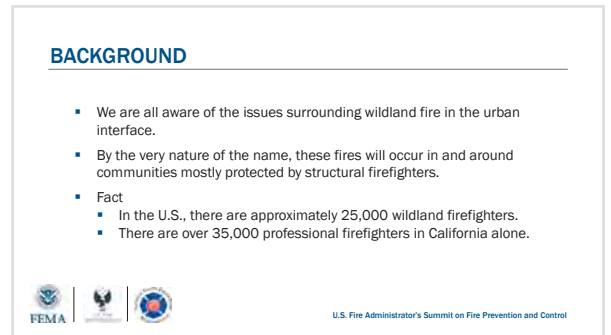 BACKGROUND
▪ We are all aware of the issues surrounding wildland fire in the urban
interface.
▪ By the very nature of the name, these fires will occur in and around
communities mostly protected by structural firefighters.
▪ Fact
▪ In the U.S., there are approximately 25,000 wildland firefighters.
▪ There are over 35,000 professional firefighters in California alone.
FEMA
U.S. Fire Administrator's Summit on Fire Prevention and Control